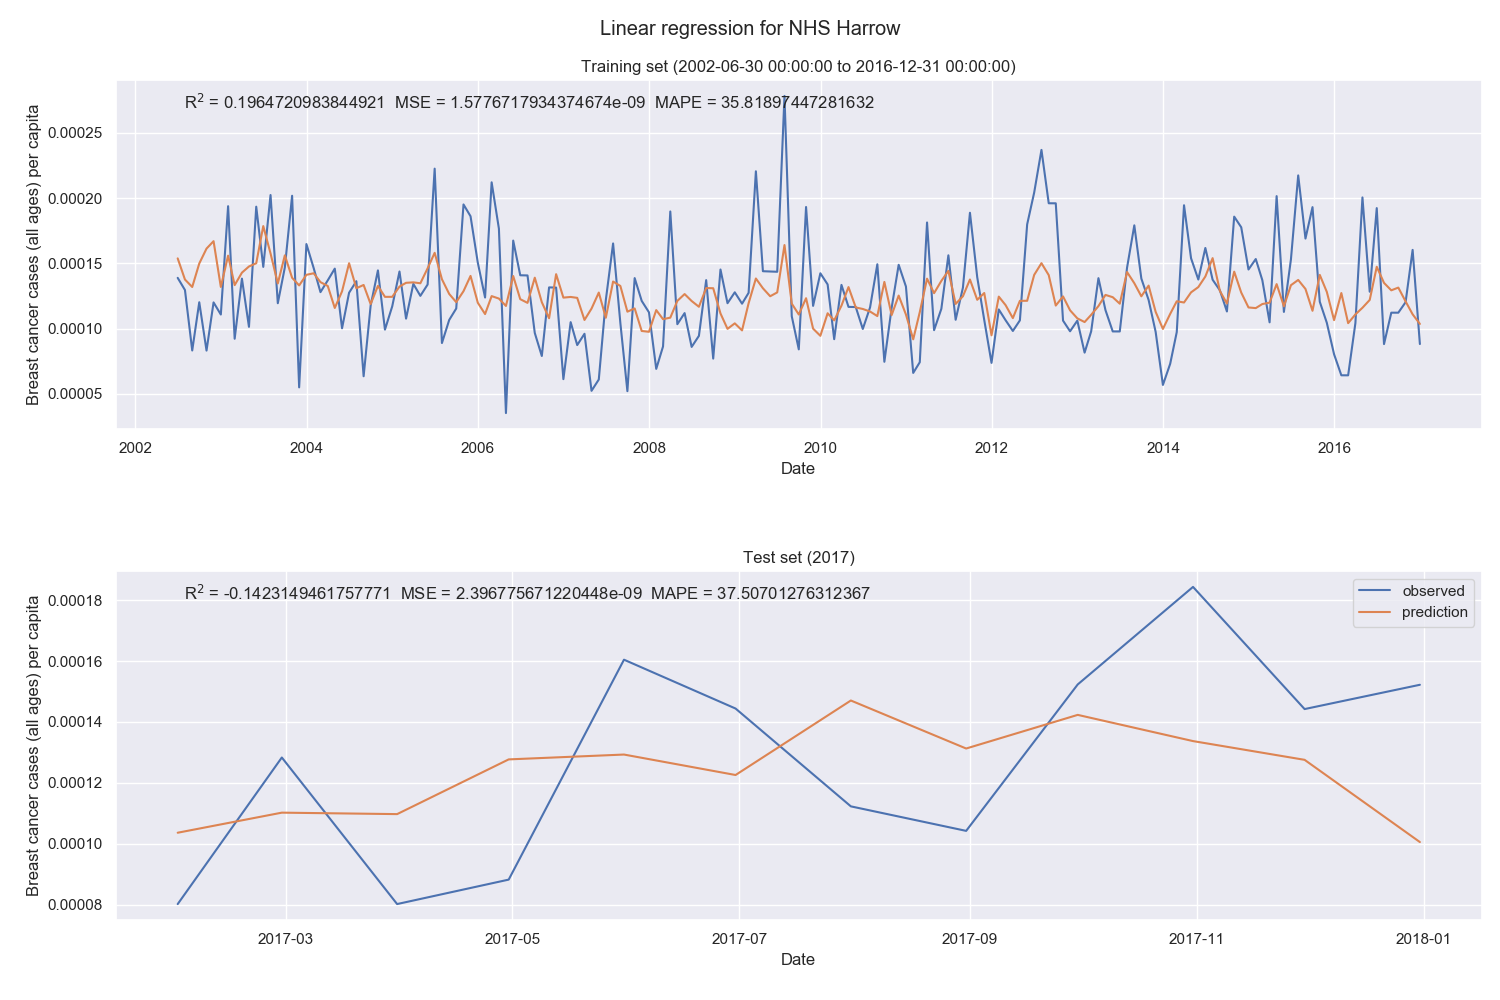 Linear regression for NHS Harrow
Training set (2002-06-30 00:00:00 to 2016-12-31 00:00:00)
R² = 0.1964720983844921 MSE = 1.5776717934374674e-09 MAPE = 35.81897447281632
Breast cancer cases (all ages) per capita
0.00025
0.00020
0.00015
0.00010
0.00005
2002 2004 2006 2008 2010 2012 2014 2016
Date
Test set (2017)
R² = -0.1423149461757771 MSE = 2.396775671220448e-09 MAPE = 37.50701276312367
observed
prediction
Breast cancer cases (all ages) per capita
0.00018
0.00016
0.00014
0.00012
0.00010
0.00008
2017-03 2017-05 2017-07 2017-09 2017-11 2018-01
Date